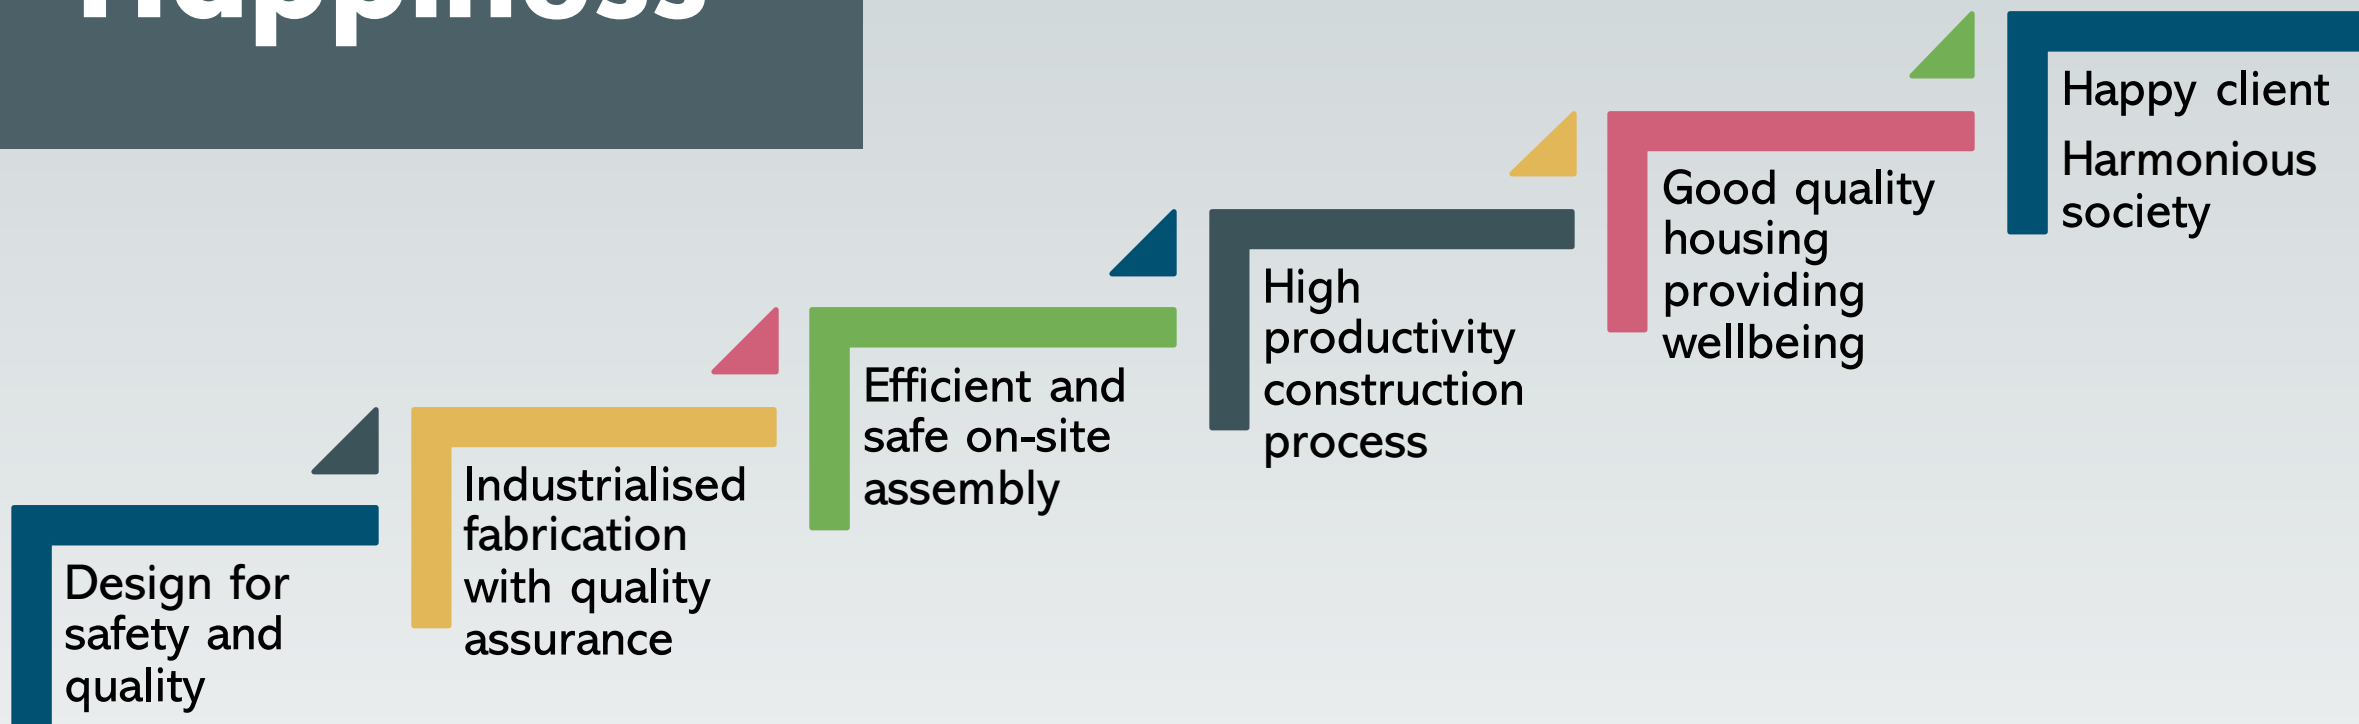 Happiness
Design for
safety and
quality
Industrialised
fabrication
with quality
assurance
Efficient and
safe on-site
assembly
High
productivity
construction
process
Good quality
housing
providing
wellbeing
Happy client
Harmonious
society